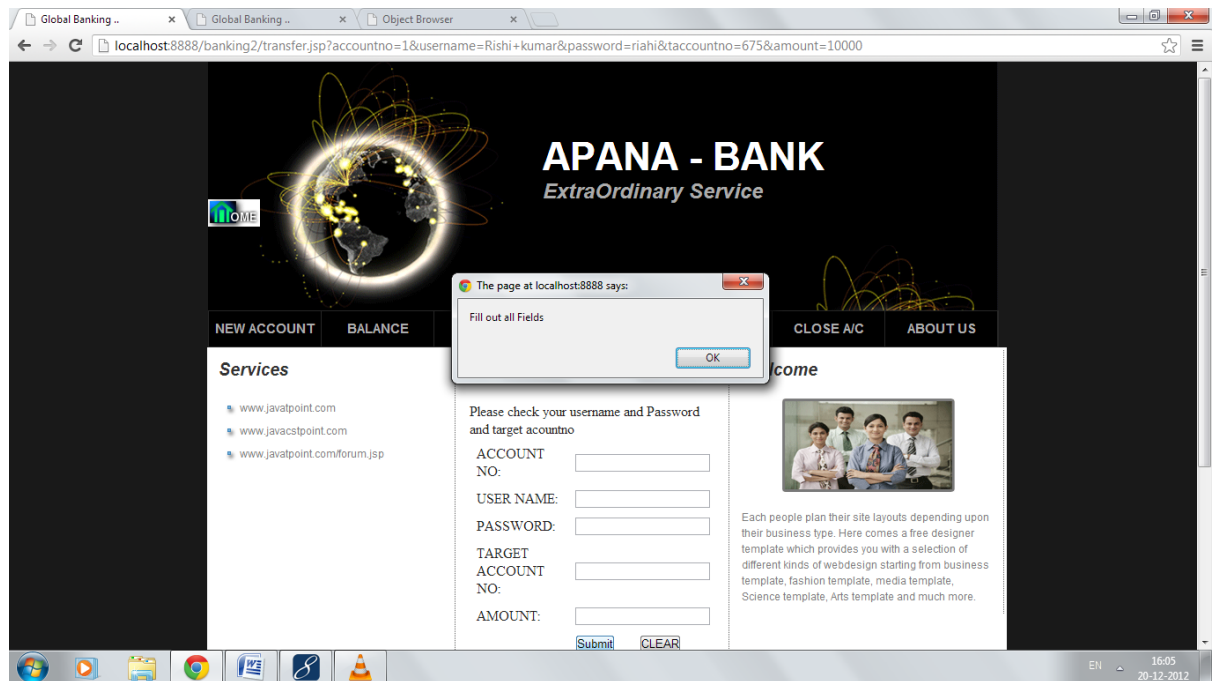 Global Banking ..
Global Banking ..
Object Browser
localhost:8888/banking2/transfer.jsp?accountno=1&username=Rishi+kumar&password=riahi&taccountno=675&amount=10000
APANA - BANK
ExtraOrdinary Service
HOME
The page at localhost:8888 says:
Fill out all Fields
OK
NEW ACCOUNT
BALANCE
CLOSE A/C
ABOUT US
Services
www.javatpoint.com
www.javacstpoint.com
www.javatpoint.com/forum.jsp
Please check your username and Password
and target acountno
ACCOUNT
NO:
USER NAME:
PASSWORD:
TARGET
ACCOUNT
NO:
AMOUNT:
Submit
CLEAR
lcome
Each people plan their site layouts depending upon
their business type. Here comes a free designer
template which provides you with a selection of
different kinds of webdesign starting from business
template, fashion template, media template,
Science template, Arts template and much more.
EN
16:05
20-12-2012